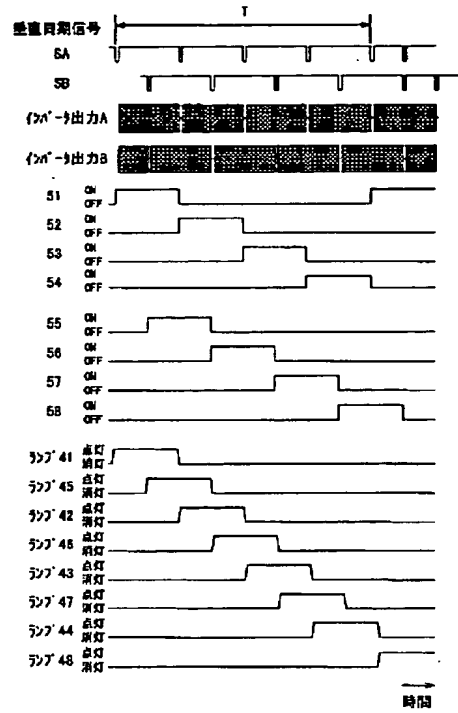 T
垂直同期信号
SA
SB
インバータ出力A
インバータ出力B
51 ON
OFF
52 ON
OFF
53 ON
OFF
54 ON
OFF
55 ON
OFF
56 ON
OFF
57 ON
OFF
58 ON
OFF
ランプ41 点灯
消灯
ランプ45 点灯
消灯
ランプ42 点灯
消灯
ランプ46 点灯
消灯
ランプ43 点灯
消灯
ランプ47 点灯
消灯
ランプ44 点灯
消灯
ランプ48 点灯
消灯
時間